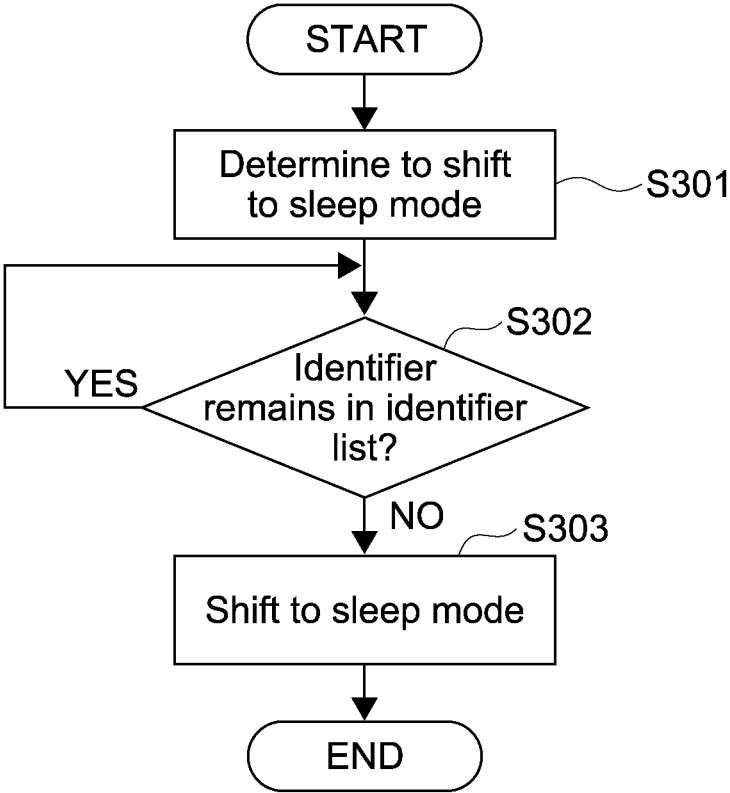 START
Determine to shift
to sleep mode
S301
S302
Identifier
remains in identifier
list?
YES
NO
S303
Shift to sleep mode
END